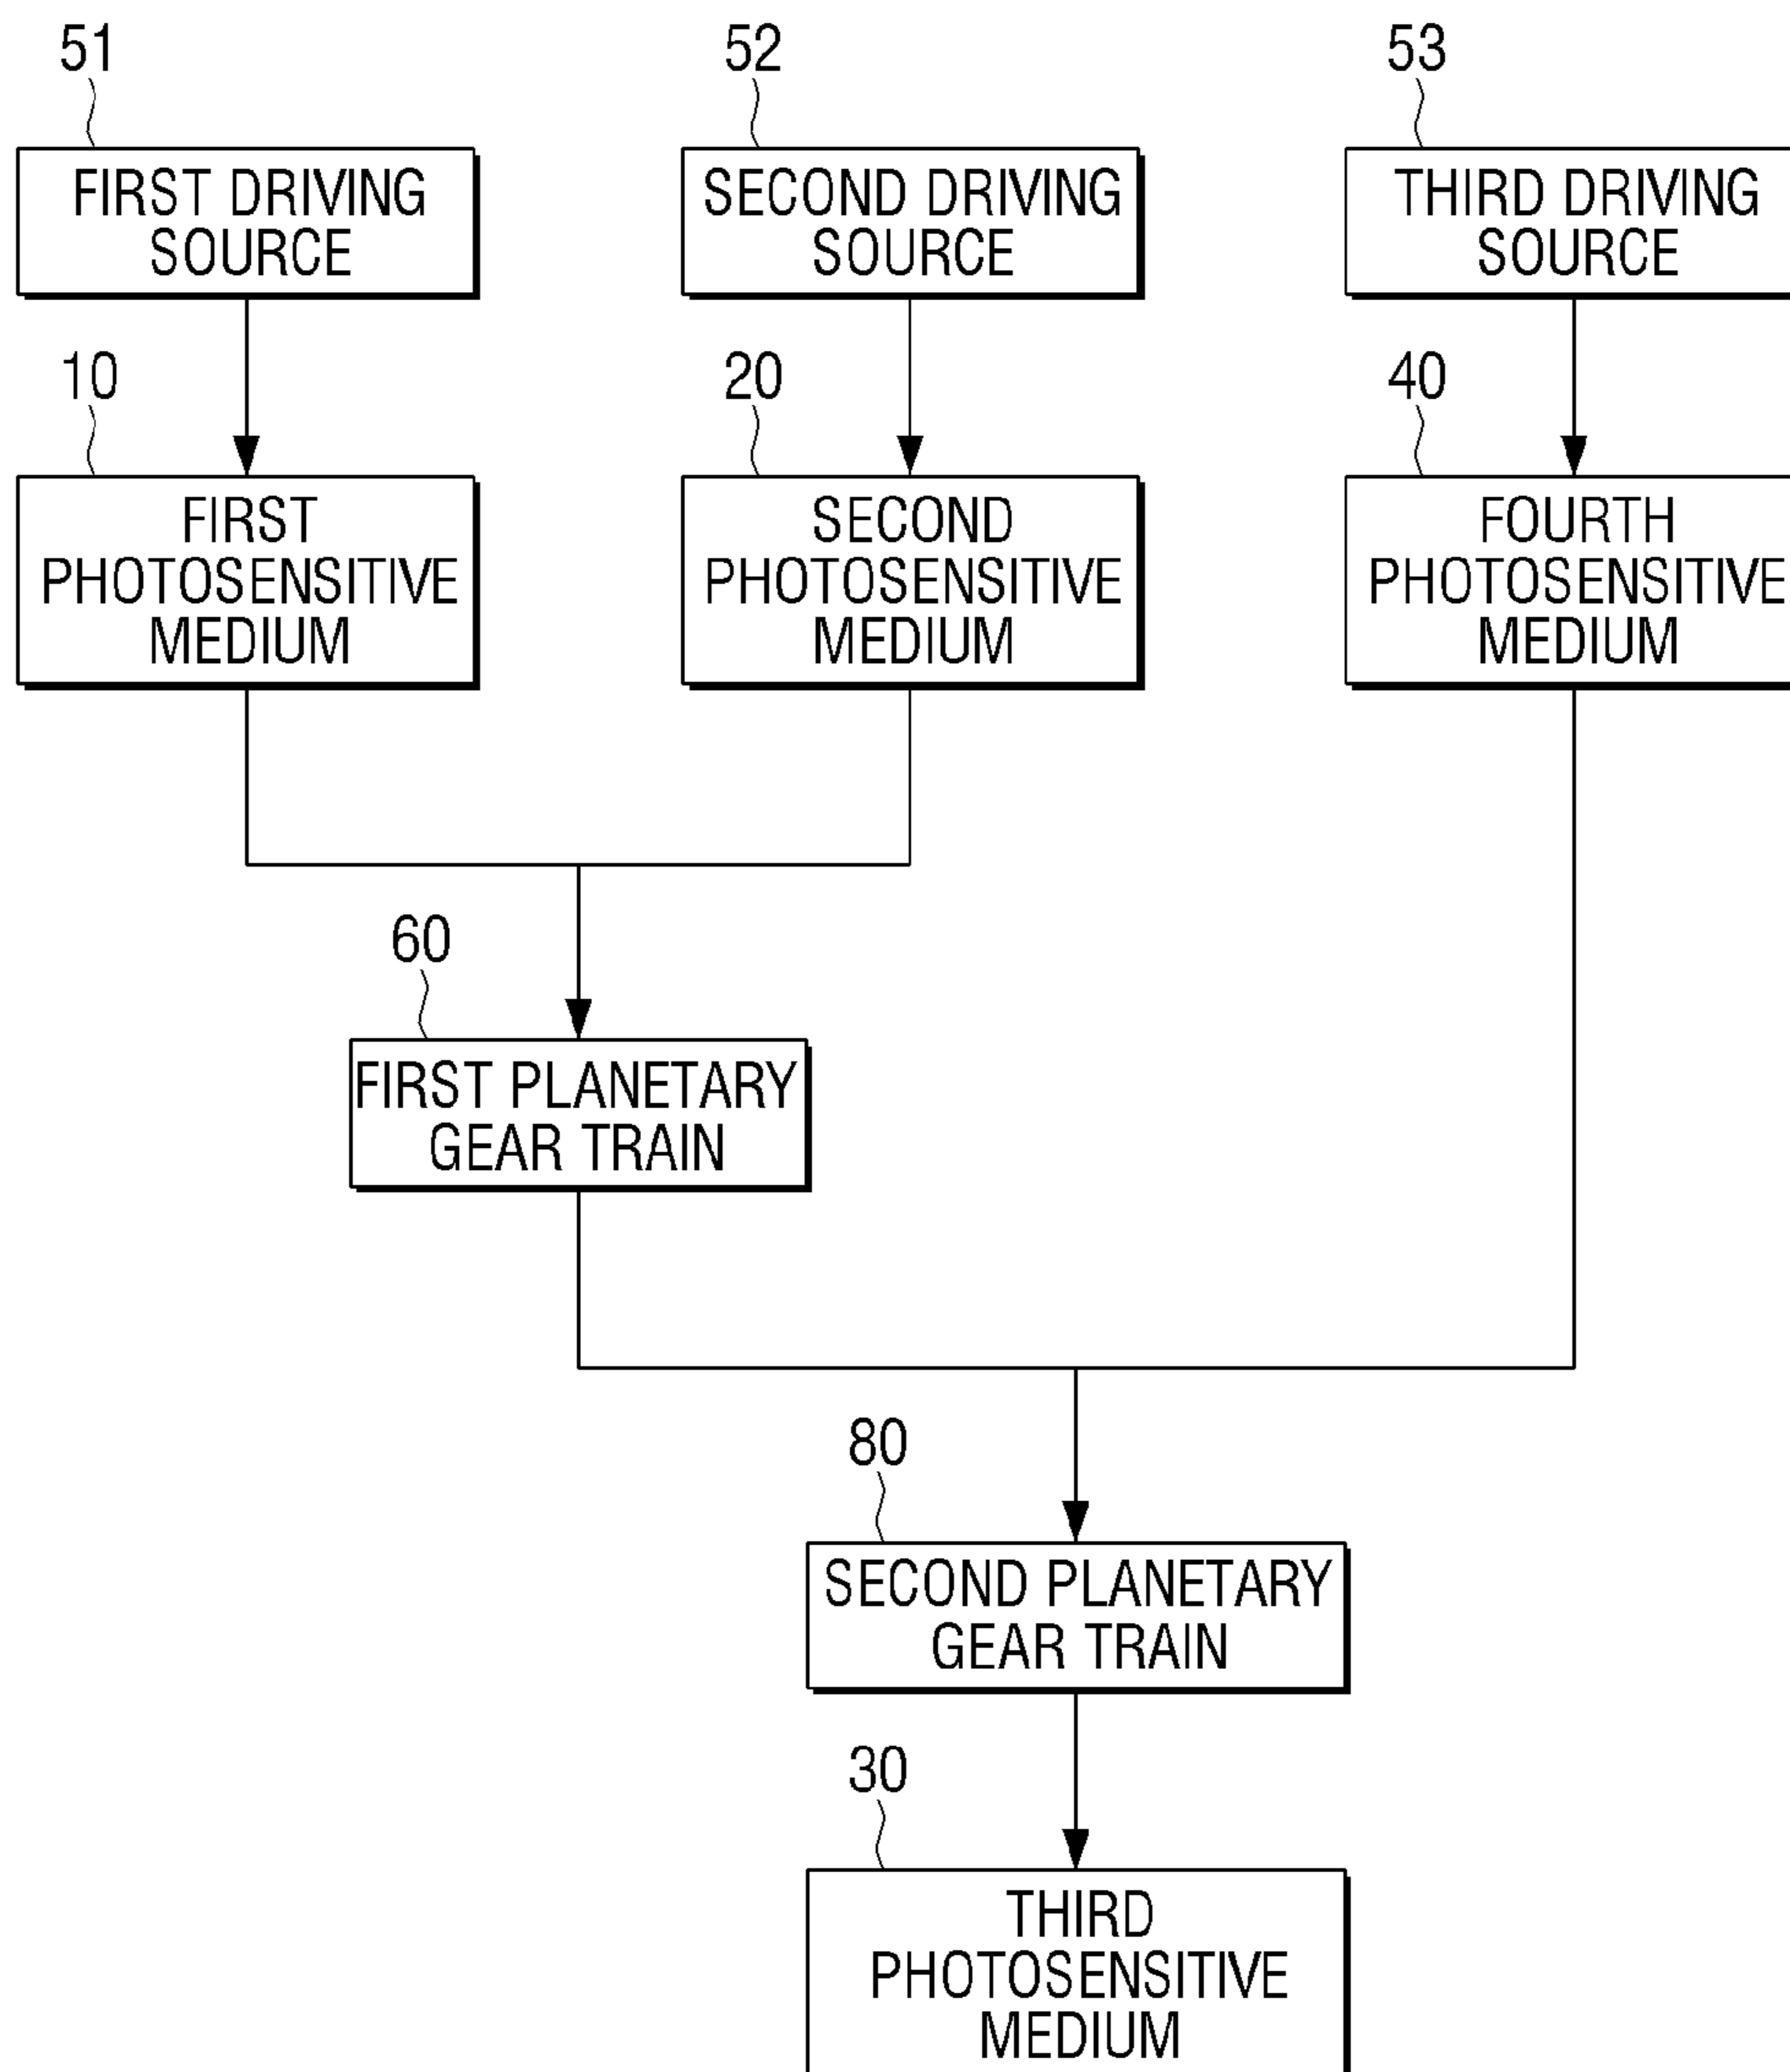 51
52
53
FIRST DRIVING
SOURCE
SECOND DRIVING
SOURCE
THIRD DRIVING
SOURCE
10
20
40
FIRST
PHOTOSENSITIVE
MEDIUM
SECOND
PHOTOSENSITIVE
MEDIUM
FOURTH
PHOTOSENSITIVE
MEDIUM
60
FIRST PLANETARY
GEAR TRAIN
80
SECOND PLANETARY
GEAR TRAIN
30
THIRD
PHOTOSENSITIVE
MEDIUM